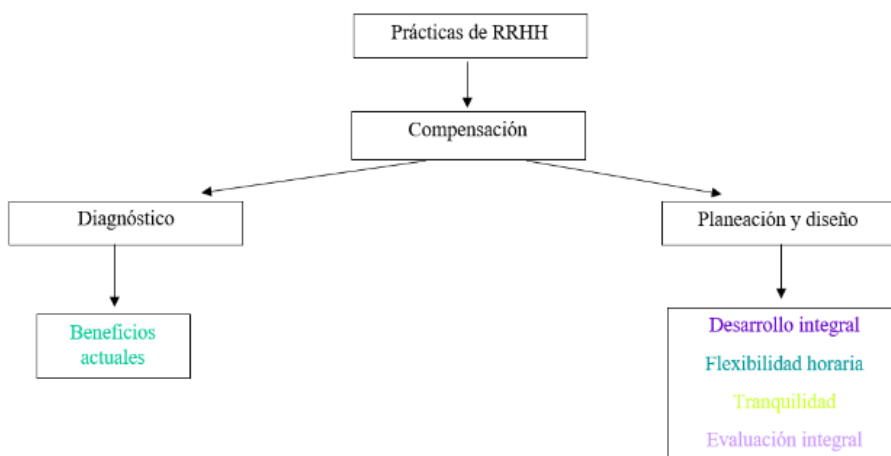 Prácticas de RRHH
Compensación
Diagnóstico
Planeación y diseño
Beneficios
actuales
Desarrollo integral
Flexibilidad horaria
Tranquilidad
Evaluación integral